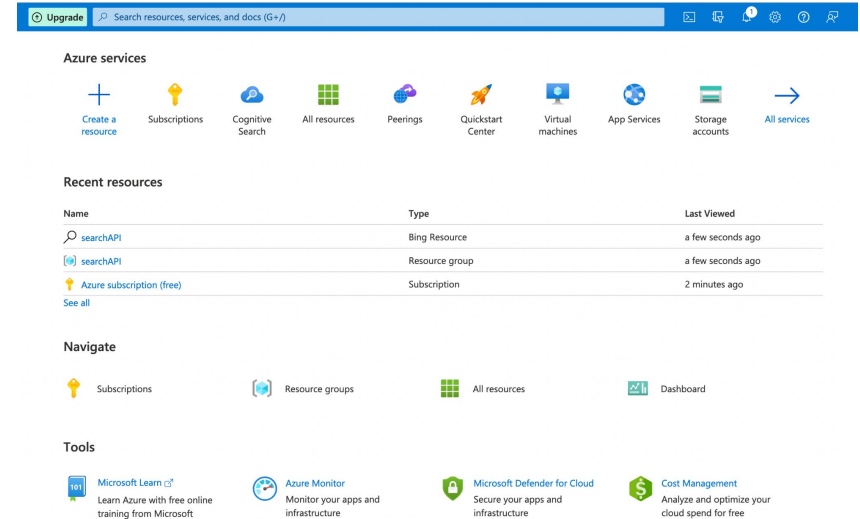 Upgrade
Search resources, services, and docs (G+/)
1
Azure services
Create a resource
Subscriptions
Cognitive Search
All resources
Peerings
Quickstart Center
Virtual machines
App Services
Storage accounts
All services
Recent resources
Name Type Last Viewed
searchAPI Bing Resource a few seconds ago
searchAPI Resource group a few seconds ago
Azure subscription (free) Subscription 2 minutes ago
See all
Navigate
Subscriptions
Resource groups
All resources
Dashboard
Tools
101
Microsoft Learn
Learn Azure with free online
training from Microsoft
Azure Monitor
Monitor your apps and
infrastructure
Microsoft Defender for Cloud
Secure your apps and
infrastructure
Cost Management
Analyze and optimize your
cloud spend for free